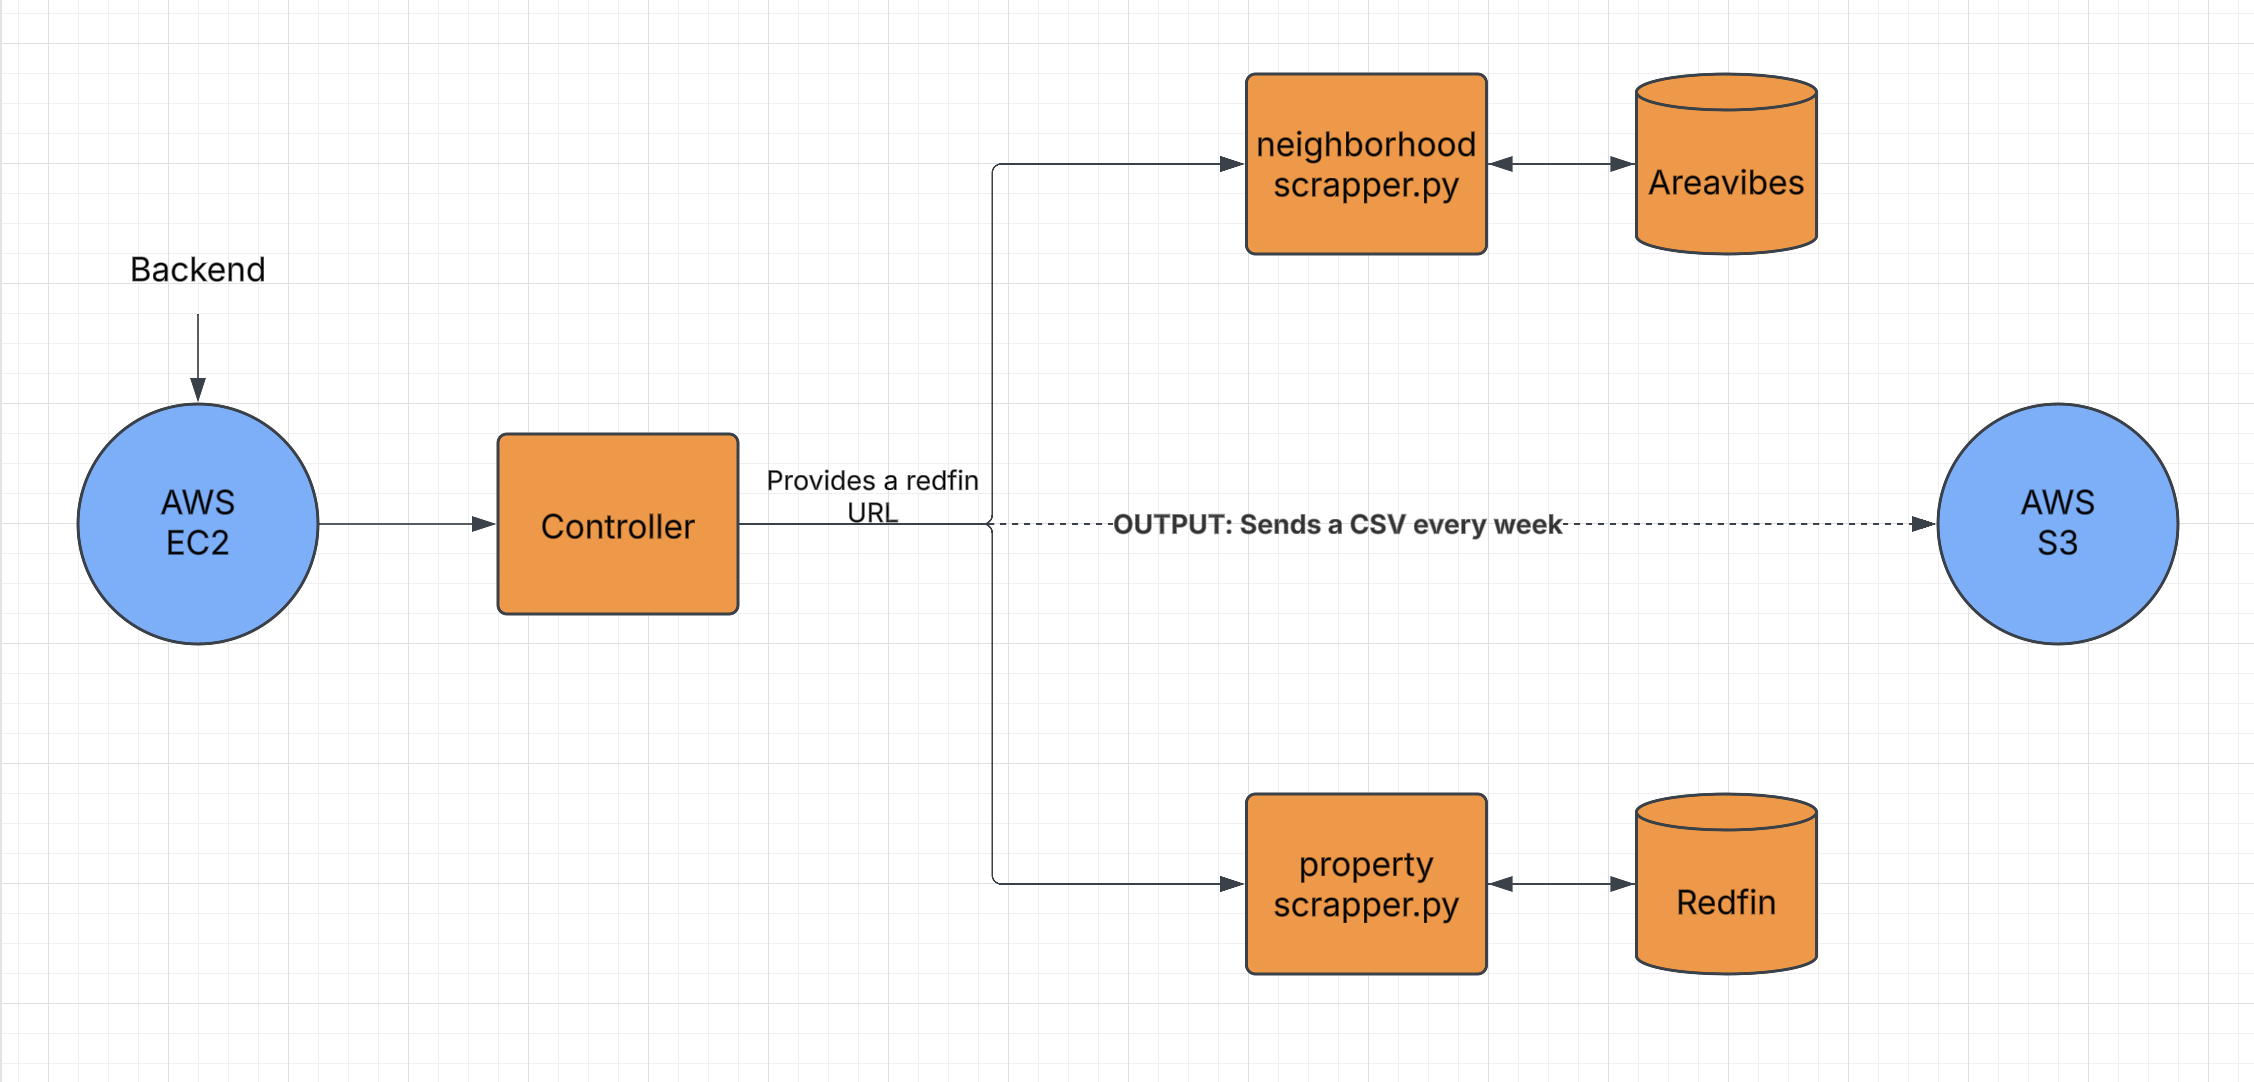 Backend
AWS
EC2
Controller
Provides a redfin
URL
neighborhood
scrapper.py
Areavibes
OUTPUT: Sends a CSV every week
AWS
S3
property
scrapper.py
Redfin